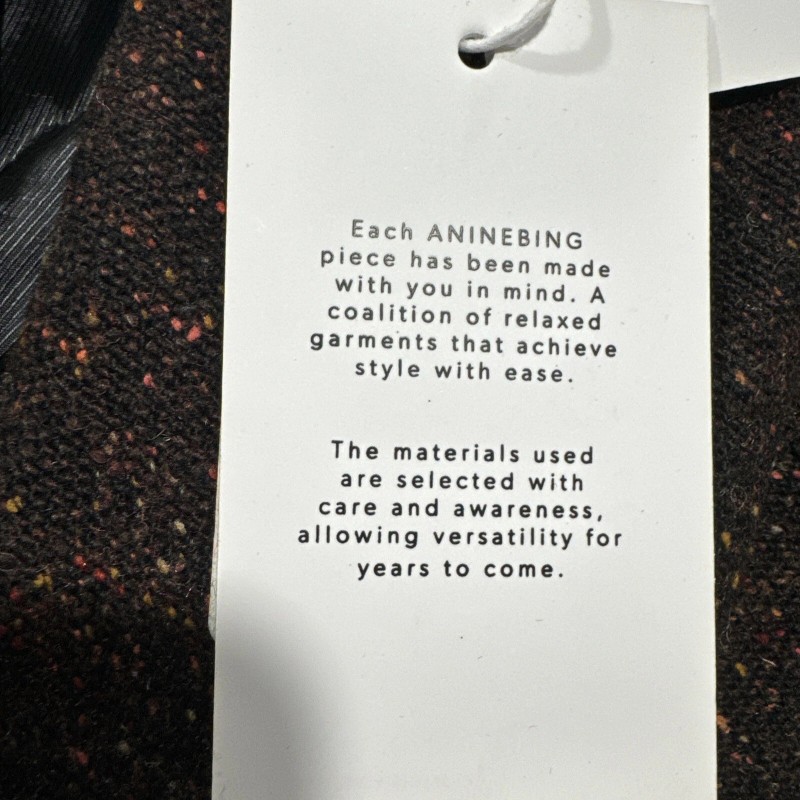 Each ANINEBING
piece has been made
with you in mind. A
coalition of relaxed
garments that achieve
style with ease.
The materials used
are selected with
care and awareness,
allowing versatility for
years to come.